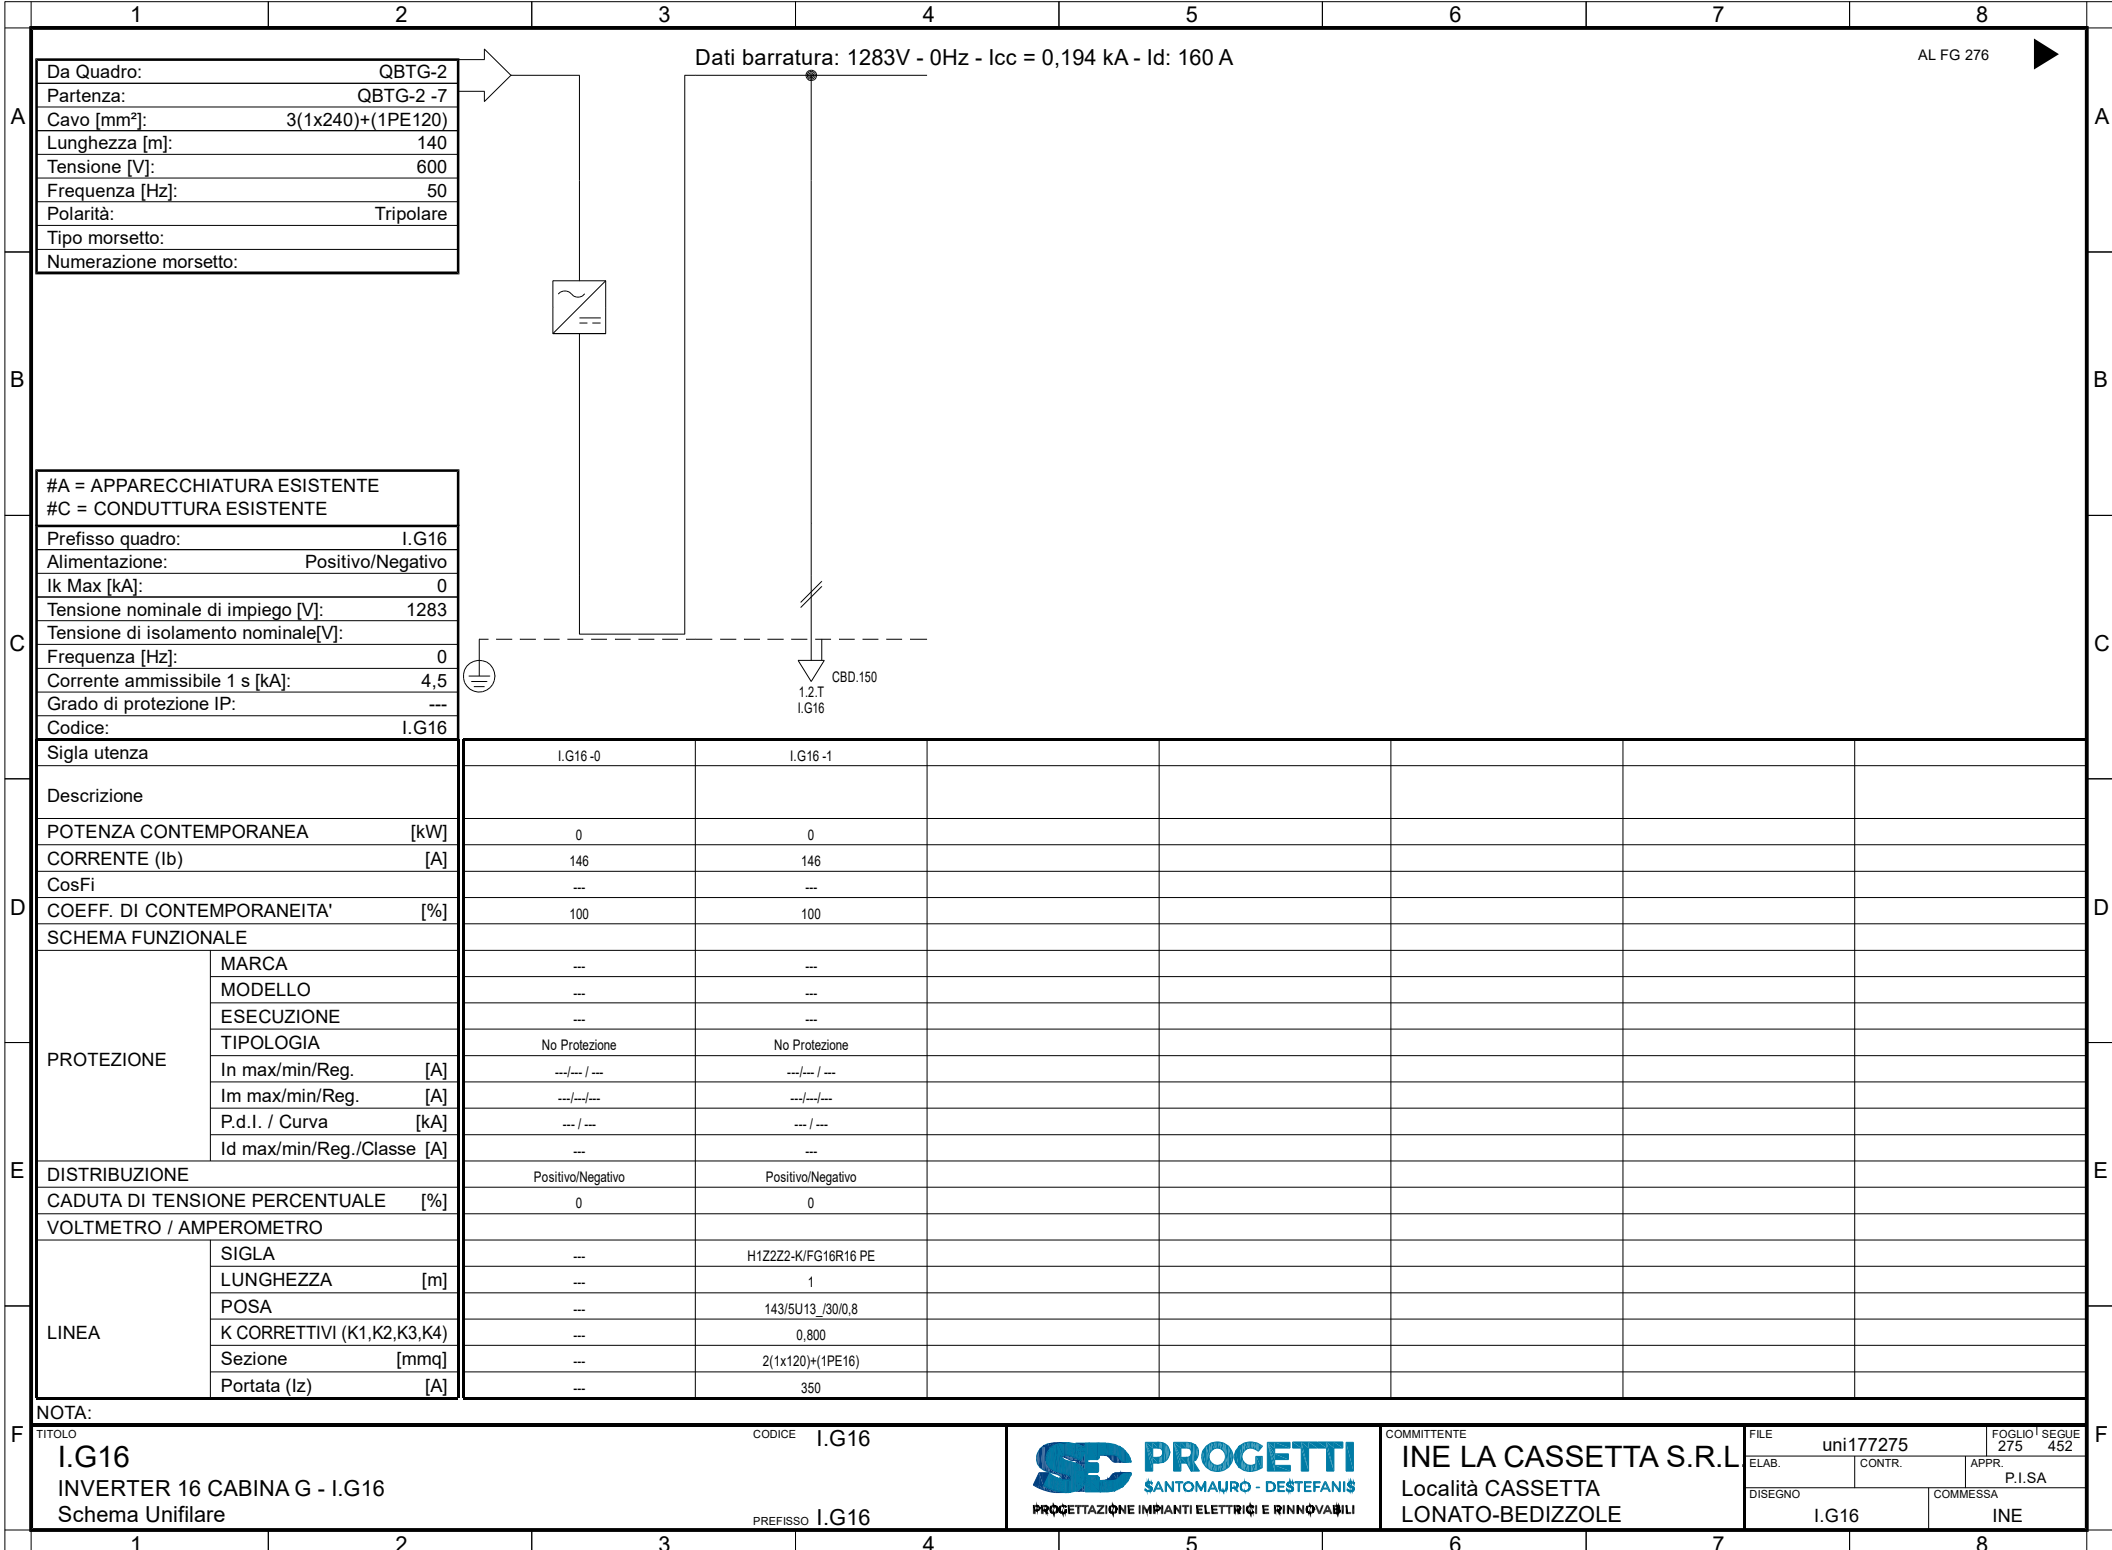 1 2 3 4 5 6 7 8
Dati barratura: 1283V - 0Hz - Icc = 0,194 kA - Id: 160 A
AL FG 276
Da Quadro: QBTG-2
Partenza: QBTG-2 -7
Cavo [mm²]: 3(1x240)+(1PE120)
Lunghezza [m]: 140
Tensione [V]: 600
Frequenza [Hz]: 50
Polarità: Tripolare
Tipo morsetto:
Numerazione morsetto:
A A
B B
#A = APPARECCHIATURA ESISTENTE
#C = CONDUTTURA ESISTENTE
Prefisso quadro: I.G16
Alimentazione: Positivo/Negativo
Ik Max [kA]: 0
Tensione nominale di impiego [V]: 1283
Tensione di isolamento nominale[V]:
Frequenza [Hz]: 0
Corrente ammissibile 1 s [kA]: 4,5
Grado di protezione IP: ---
Codice: I.G16
C C
CBD.150
1.2.T
I.G16
Sigla utenza I.G16 -0 I.G16 -1
Descrizione
POTENZA CONTEMPORANEA [kW] 0 0
CORRENTE (Ib) [A] 146 146
CosFi --- ---
D COEFF. DI CONTEMPORANEITA' [%] 100 100 D
SCHEMA FUNZIONALE
PROTEZIONE
MARCA --- ---
MODELLO --- ---
ESECUZIONE --- ---
TIPOLOGIA No Protezione No Protezione
In max/min/Reg. [A] ---/--- / --- ---/--- / ---
Im max/min/Reg. [A] ---/---/--- ---/---/---
P.d.I. / Curva [kA] --- / --- --- / ---
Id max/min/Reg./Classe [A] --- ---
E DISTRIBUZIONE Positivo/Negativo Positivo/Negativo E
CADUTA DI TENSIONE PERCENTUALE [%] 0 0
VOLTMETRO / AMPEROMETRO
LINEA
SIGLA --- H1Z2Z2-K/FG16R16 PE
LUNGHEZZA [m] --- 1
POSA --- 143/5U13_/30/0,8
K CORRETTIVI (K1,K2,K3,K4) --- 0,800
Sezione [mmq] --- 2(1x120)+(1PE16)
Portata (Iz) [A] --- 350
NOTA:
F F
TITOLO
I.G16
INVERTER 16 CABINA G - I.G16
Schema Unifilare
CODICE I.G16
PREFISSO I.G16
PROGETTI
SANTOMAURO - DESTEFANIS
PROGETTAZIONE IMPIANTI ELETTRICI E RINNOVABILI
COMMITTENTE
INE LA CASSETTA S.R.L.
Località CASSETTA
LONATO-BEDIZZOLE
FILE uni177275
FOGLIO 275 SEGUE 452
ELAB. CONTR. APPR. P.I.SA
DISEGNO I.G16
COMMESSA INE
1 2 3 4 5 6 7 8